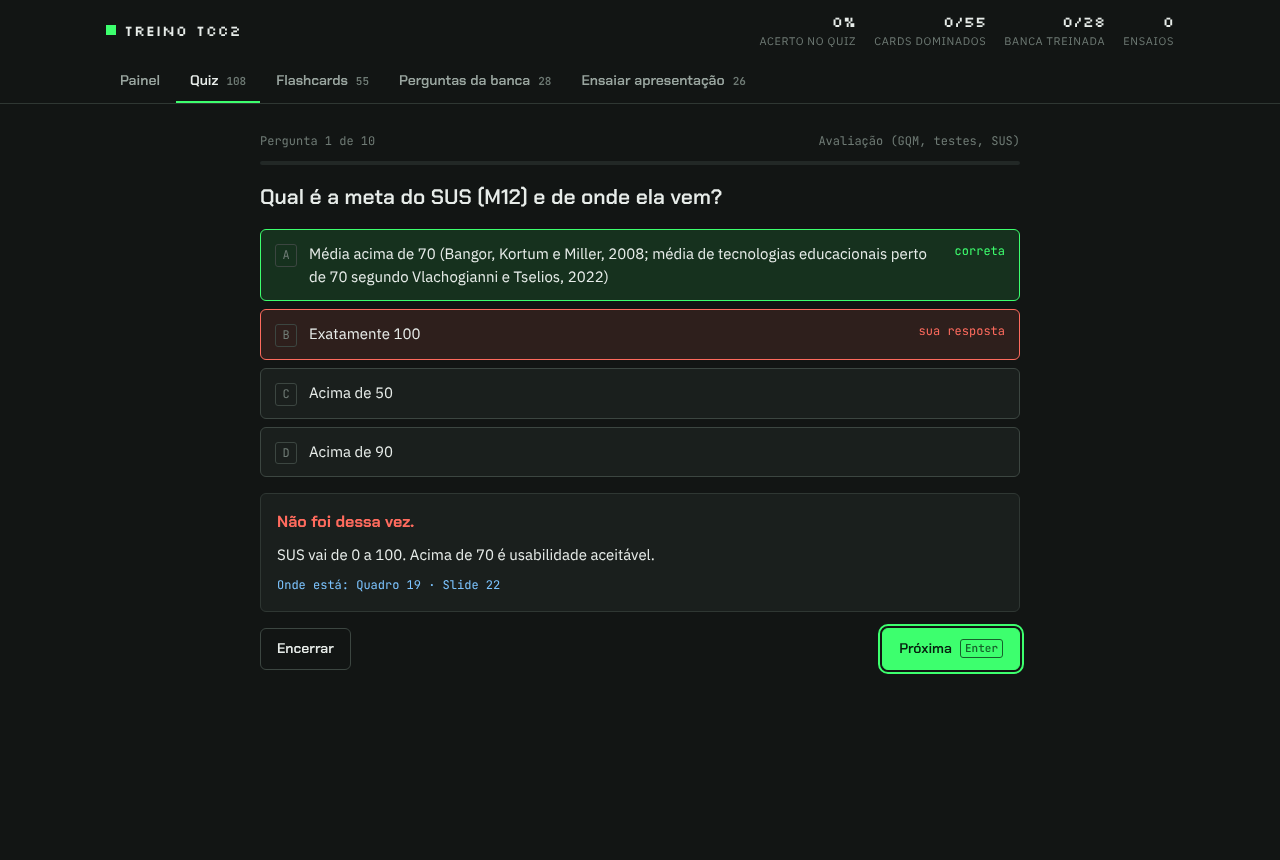 TREINO TCC2
0% 0/55 0/28 0
ACERTO NO QUIZ CARDS DOMINADOS BANCA TREINADA ENSAIOS
Painel Quiz 108 Flashcards 55 Perguntas da banca 28 Ensaiar apresentação 26
Pergunta 1 de 10 Avaliação (GQM, testes, SUS)
Qual é a meta do SUS (M12) e de onde ela vem?
A Média acima de 70 (Bangor, Kortum e Miller, 2008; média de tecnologias educacionais perto correta
de 70 segundo Vlachogianni e Tselios, 2022)
B Exatamente 100 sua resposta
C Acima de 50
D Acima de 90
Não foi dessa vez.
SUS vai de 0 a 100. Acima de 70 é usabilidade aceitável.
Onde está: Quadro 19 · Slide 22
Encerrar Próxima Enter